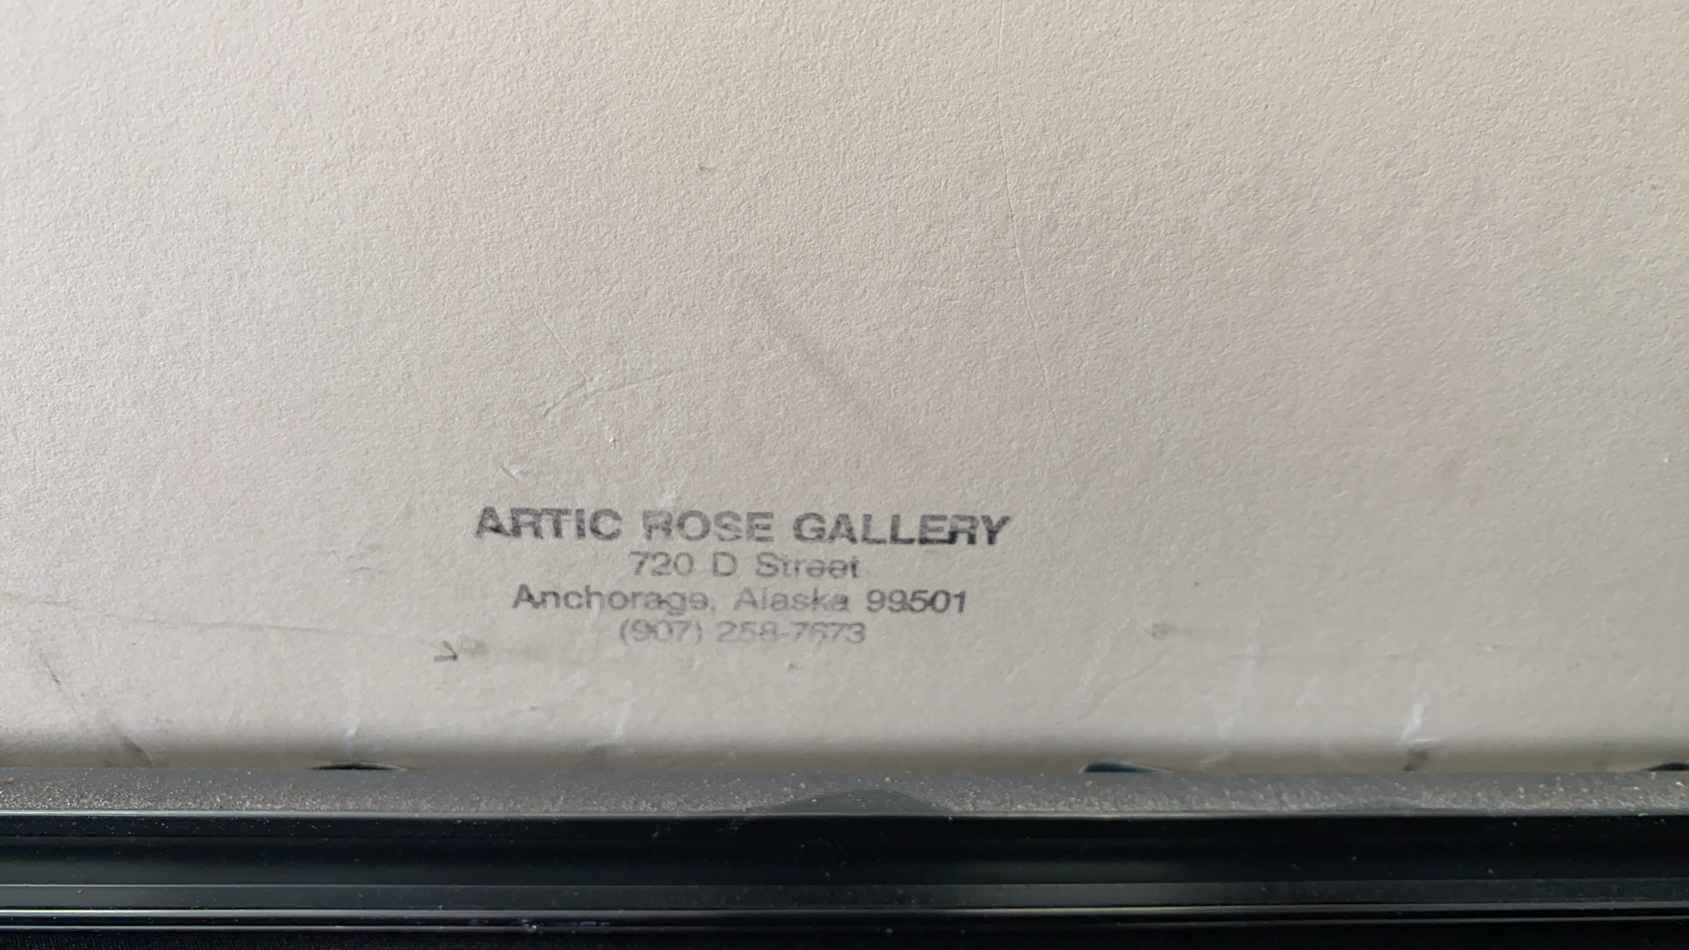 ARTIC ROSE GALLERY
720 D Street
Anchorage, Alaska 99501
(907) 258-7673